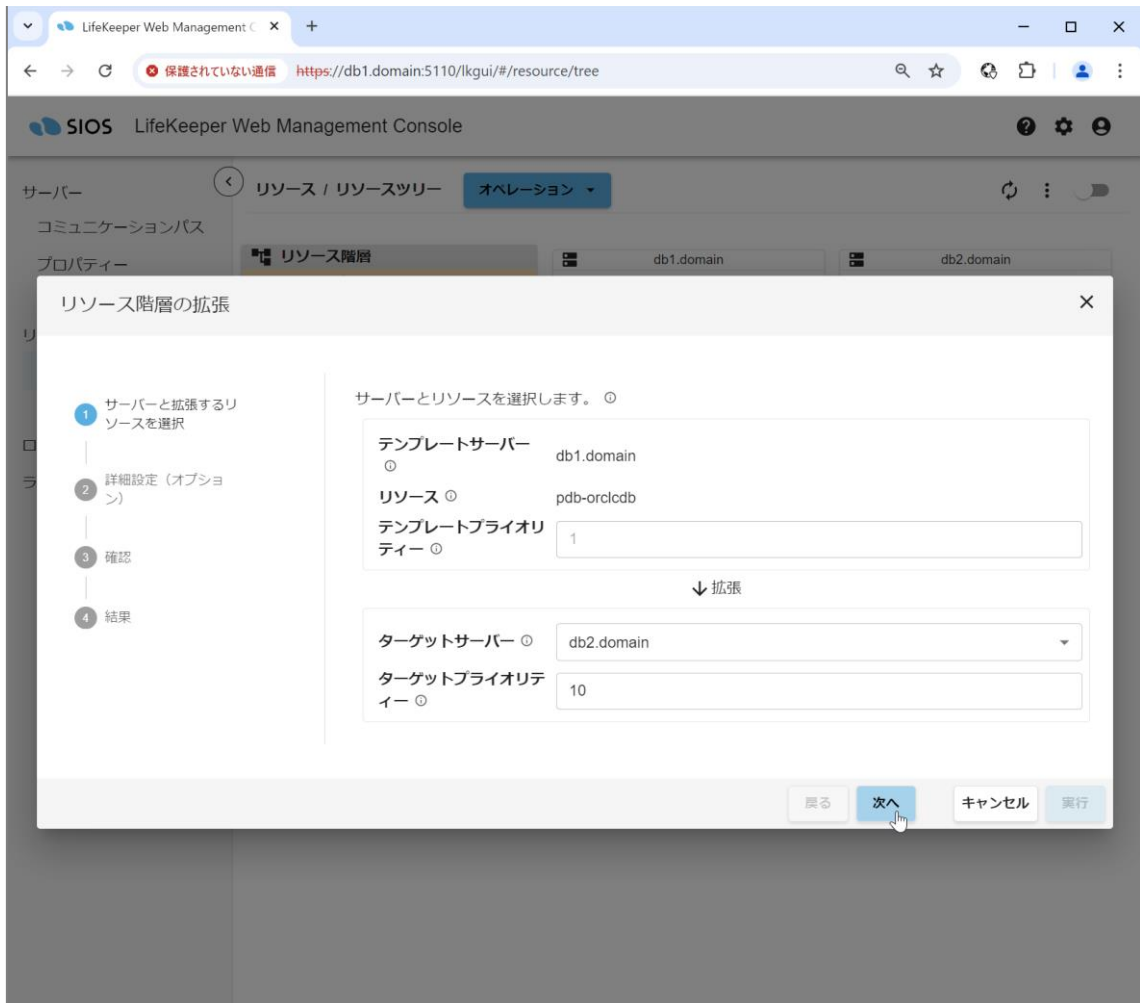 LifeKeeper Web Management C
保護されていない通信 https://db1.domain:5110/lkgui/#/resource/tree
SIOS LifeKeeper Web Management Console
サーバー
コミュニケーションパス
プロパティー
リソース / リソースツリー
オペレーション
リソース階層
db1.domain
db2.domain
リソース階層の拡張
1 サーバーと拡張するリ
ソースを選択
2 詳細設定（オプショ
ン）
3 確認
4 結果
サーバーとリソースを選択します。
テンプレートサーバー
db1.domain
リソース
pdb-orclcdb
テンプレートプライオリ
ティー
1
拡張
ターゲットサーバー
db2.domain
ターゲットプライオリテ
ィー
10
戻る
次へ
キャンセル
実行